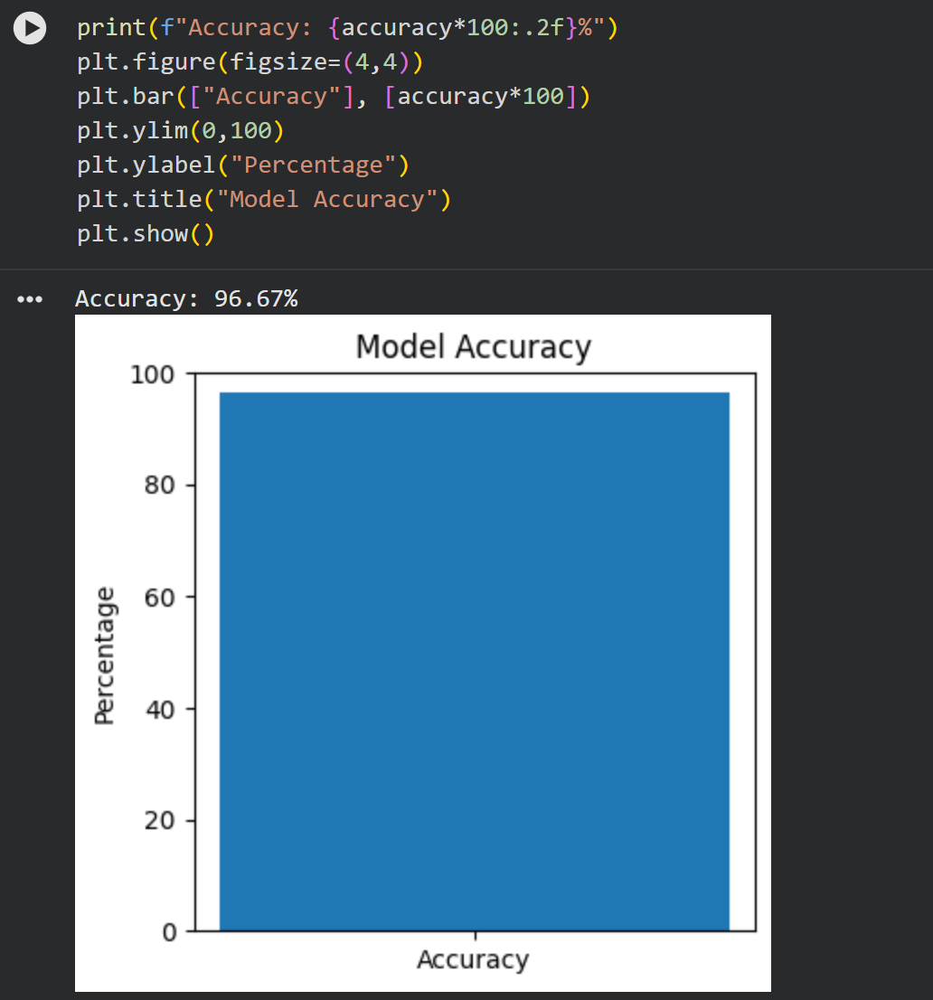 print(f"Accuracy: {accuracy*100:.2f}%")
plt.figure(figsize=(4,4))
plt.bar(["Accuracy"], [accuracy*100])
plt.ylim(0,100)
plt.ylabel("Percentage")
plt.title("Model Accuracy")
plt.show()
Accuracy: 96.67%
Model Accuracy
100
80
60
40
20
0
Percentage
Accuracy